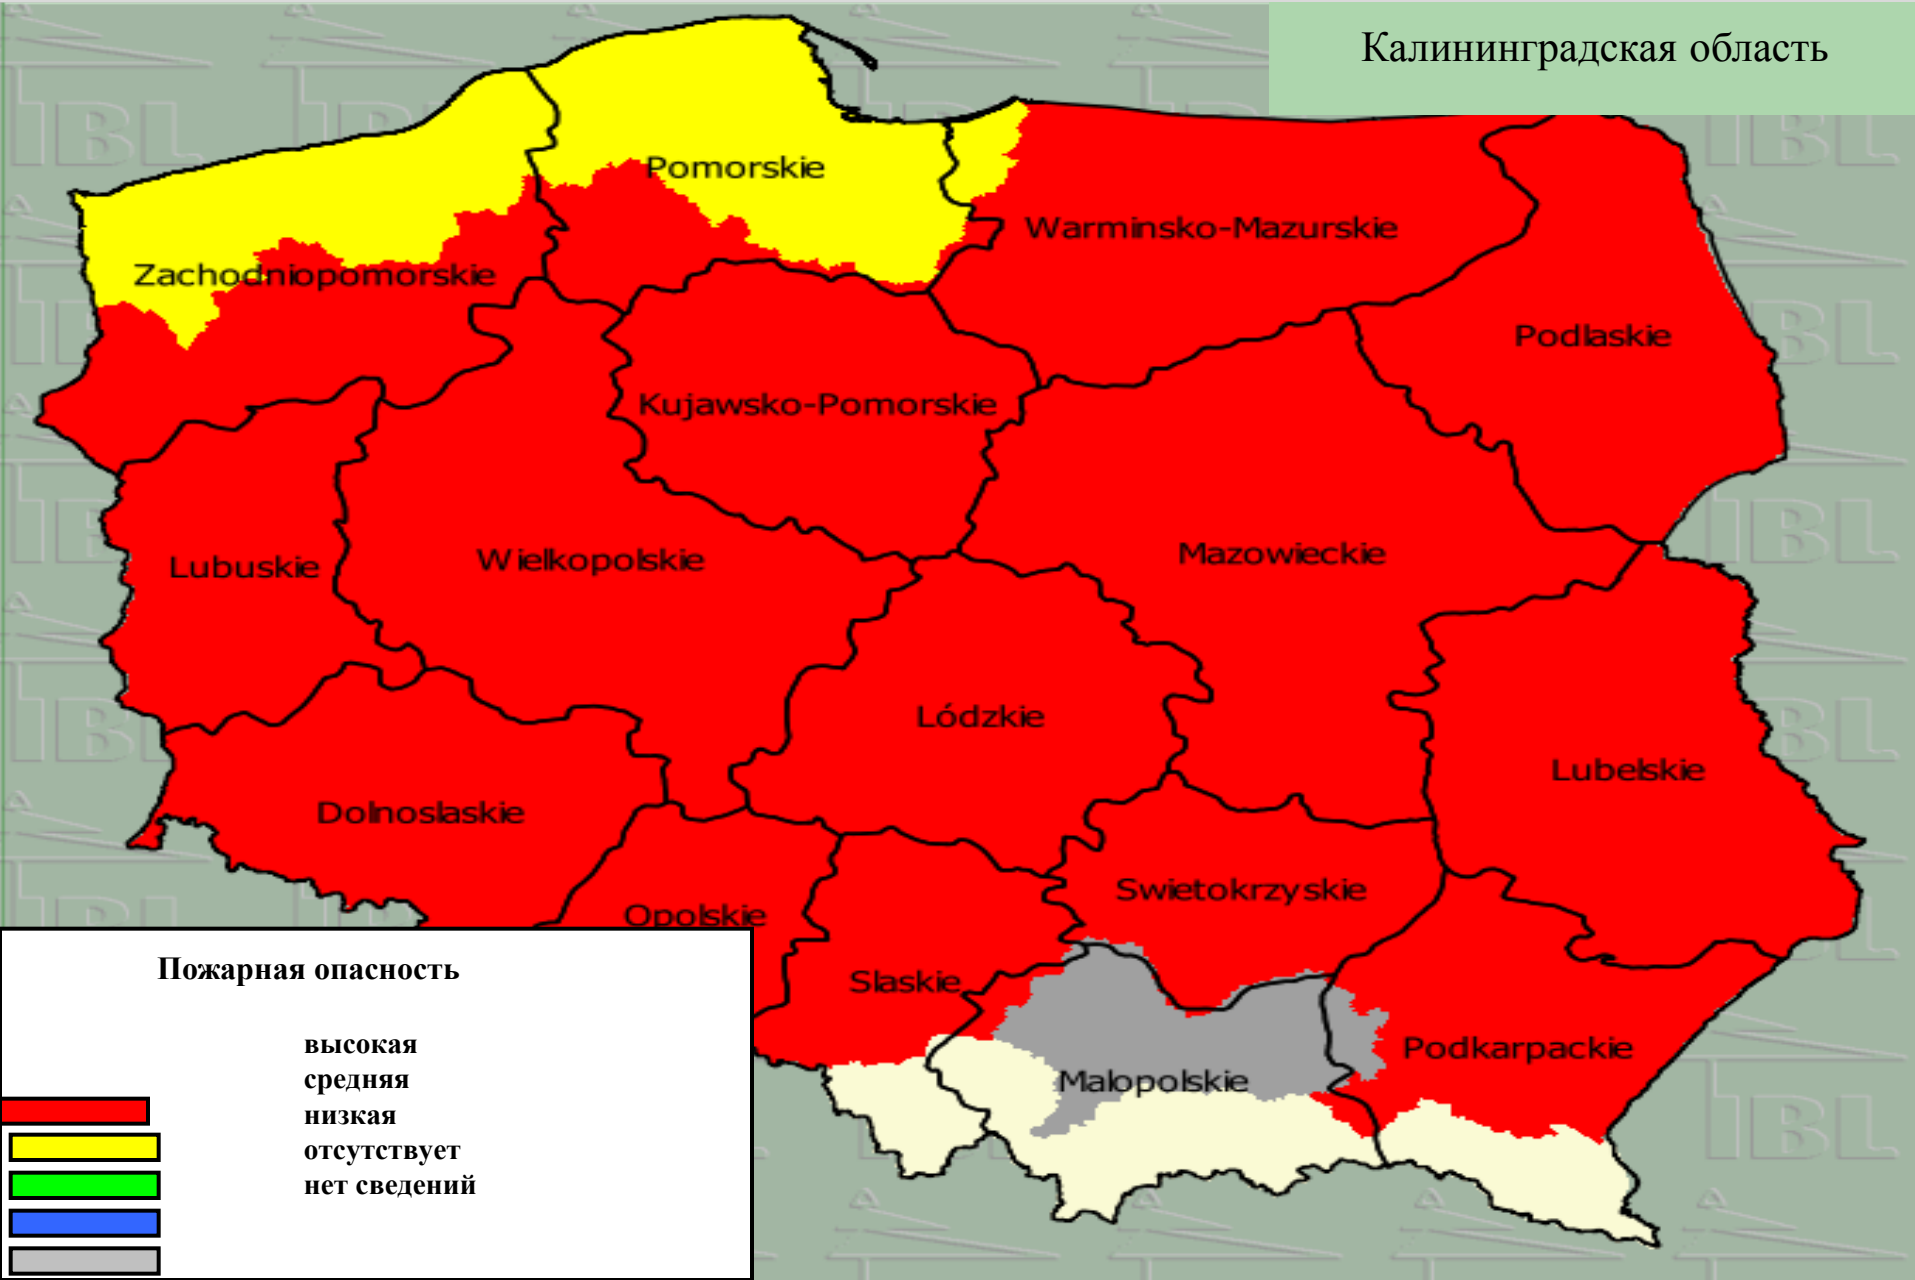 Калининградская область
Pomorskie
Warminsko-Mazurskie
Zachodniopomorskie
Podlaskie
Kujawsko-Pomorskie
Lubuskie
Wielkopolskie
Mazowieckie
Lódzkie
Lubelskie
Dolnoslaskie
Swietokrzyskie
Opolskie
Slaskie
Podkarpackie
Malopolskie
Пожарная опасность
высокая
средняя
низкая
отсутствует
нет сведений
IBL